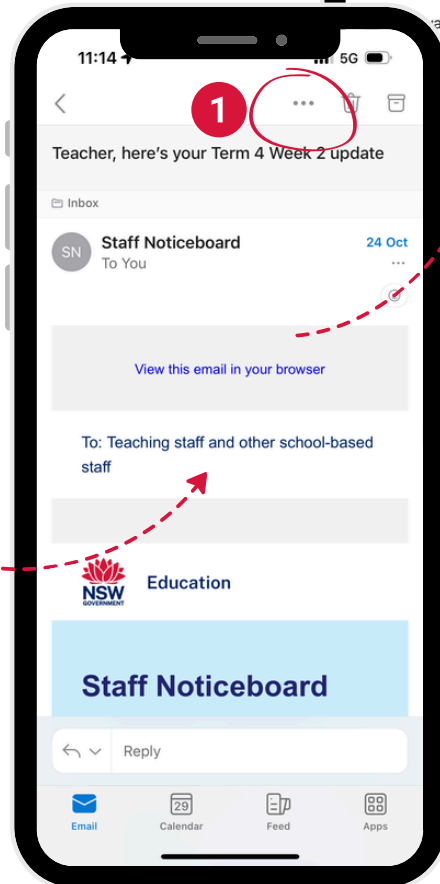 11:14
5G
1
Teacher, here's your Term 4 Week 2 update
Inbox
SN
Staff Noticeboard
24 Oct
To You
View this email in your browser
To: Teaching staff and other school-based
staff
NSW
GOVERNMENT
Education
Staff Noticeboard
Reply
29
Email
Calendar
Feed
Apps